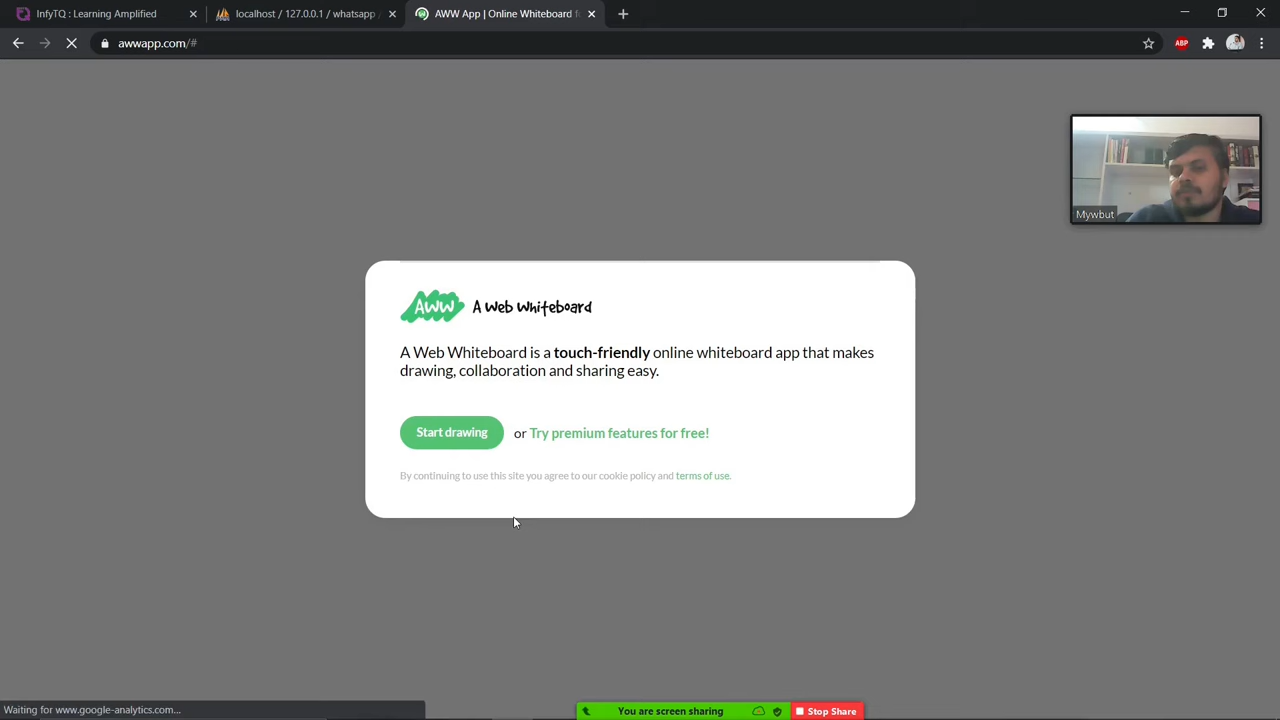 InfyTQ : Learning Amplified
localhost / 127.0.0.1 / whatsapp /
AWW App | Online Whiteboard f
awwapp.com/#
ABP
Mywbut
AWW A Web Whiteboard
A Web Whiteboard is a touch-friendly online whiteboard app that makes
drawing, collaboration and sharing easy.
Start drawing or Try premium features for free!
By continuing to use this site you agree to our cookie policy and terms of use.
Waiting for www.google-analytics.com...
You are screen sharing
Stop Share